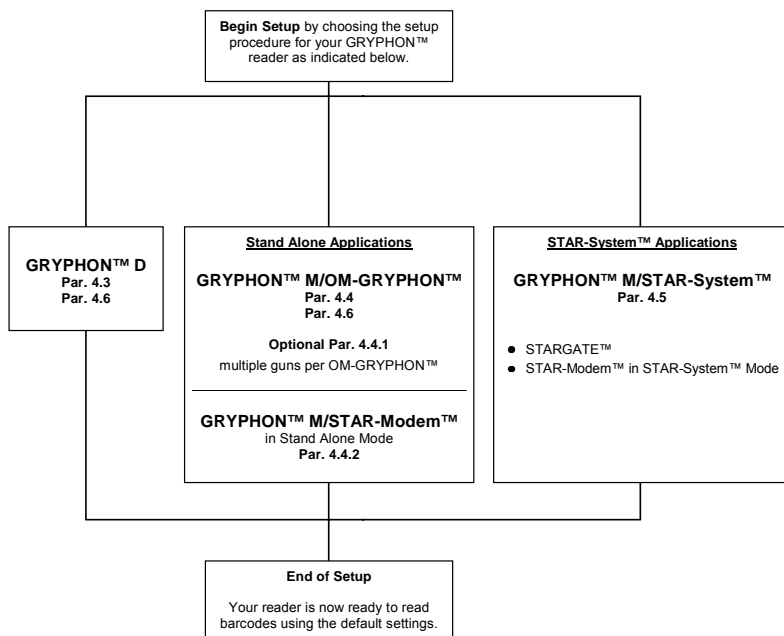 Begin Setup by choosing the setup
procedure for your GRYPHON™
reader as indicated below.
GRYPHON™ D
Par. 4.3
Par. 4.6
Stand Alone Applications
GRYPHON™ M/OM-GRYPHON™
Par. 4.4
Par. 4.6
Optional Par. 4.4.1
multiple guns per OM-GRYPHON™
GRYPHON™ M/STAR-Modem™
in Stand Alone Mode
Par. 4.4.2
STAR-System™ Applications
GRYPHON™ M/STAR-System™
Par. 4.5
● STARGATE™
● STAR-Modem™ in STAR-System™ Mode
End of Setup
Your reader is now ready to read
barcodes using the default settings.